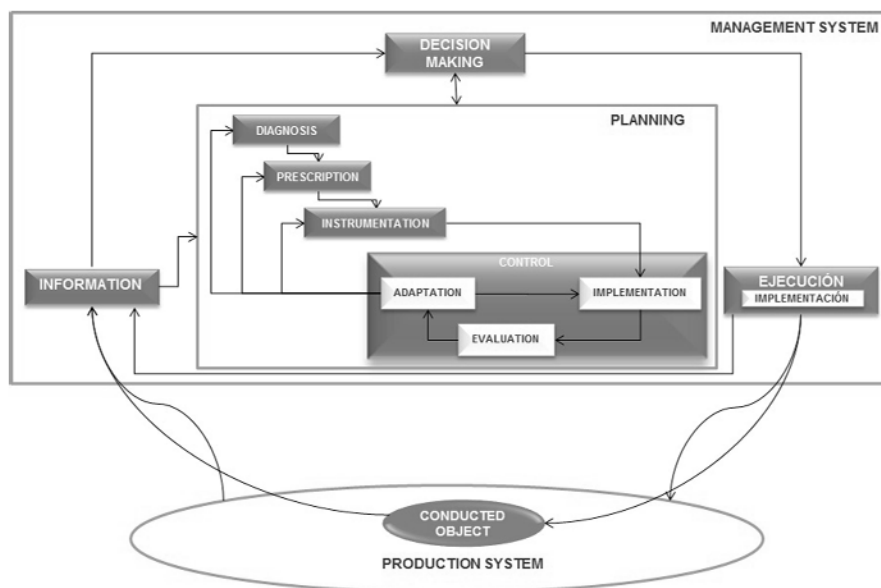 MANAGEMENT SYSTEM
DECISION
MAKING
PLANNING
DIAGNOSIS
PRESCRIPTION
INSTRUMENTATION
CONTROL
INFORMATION
ADAPTATION
IMPLEMENTATION
EVALUATION
EJECUCIÓN
IMPLEMENTACIÓN
CONDUCTED
OBJECT
PRODUCTION SYSTEM